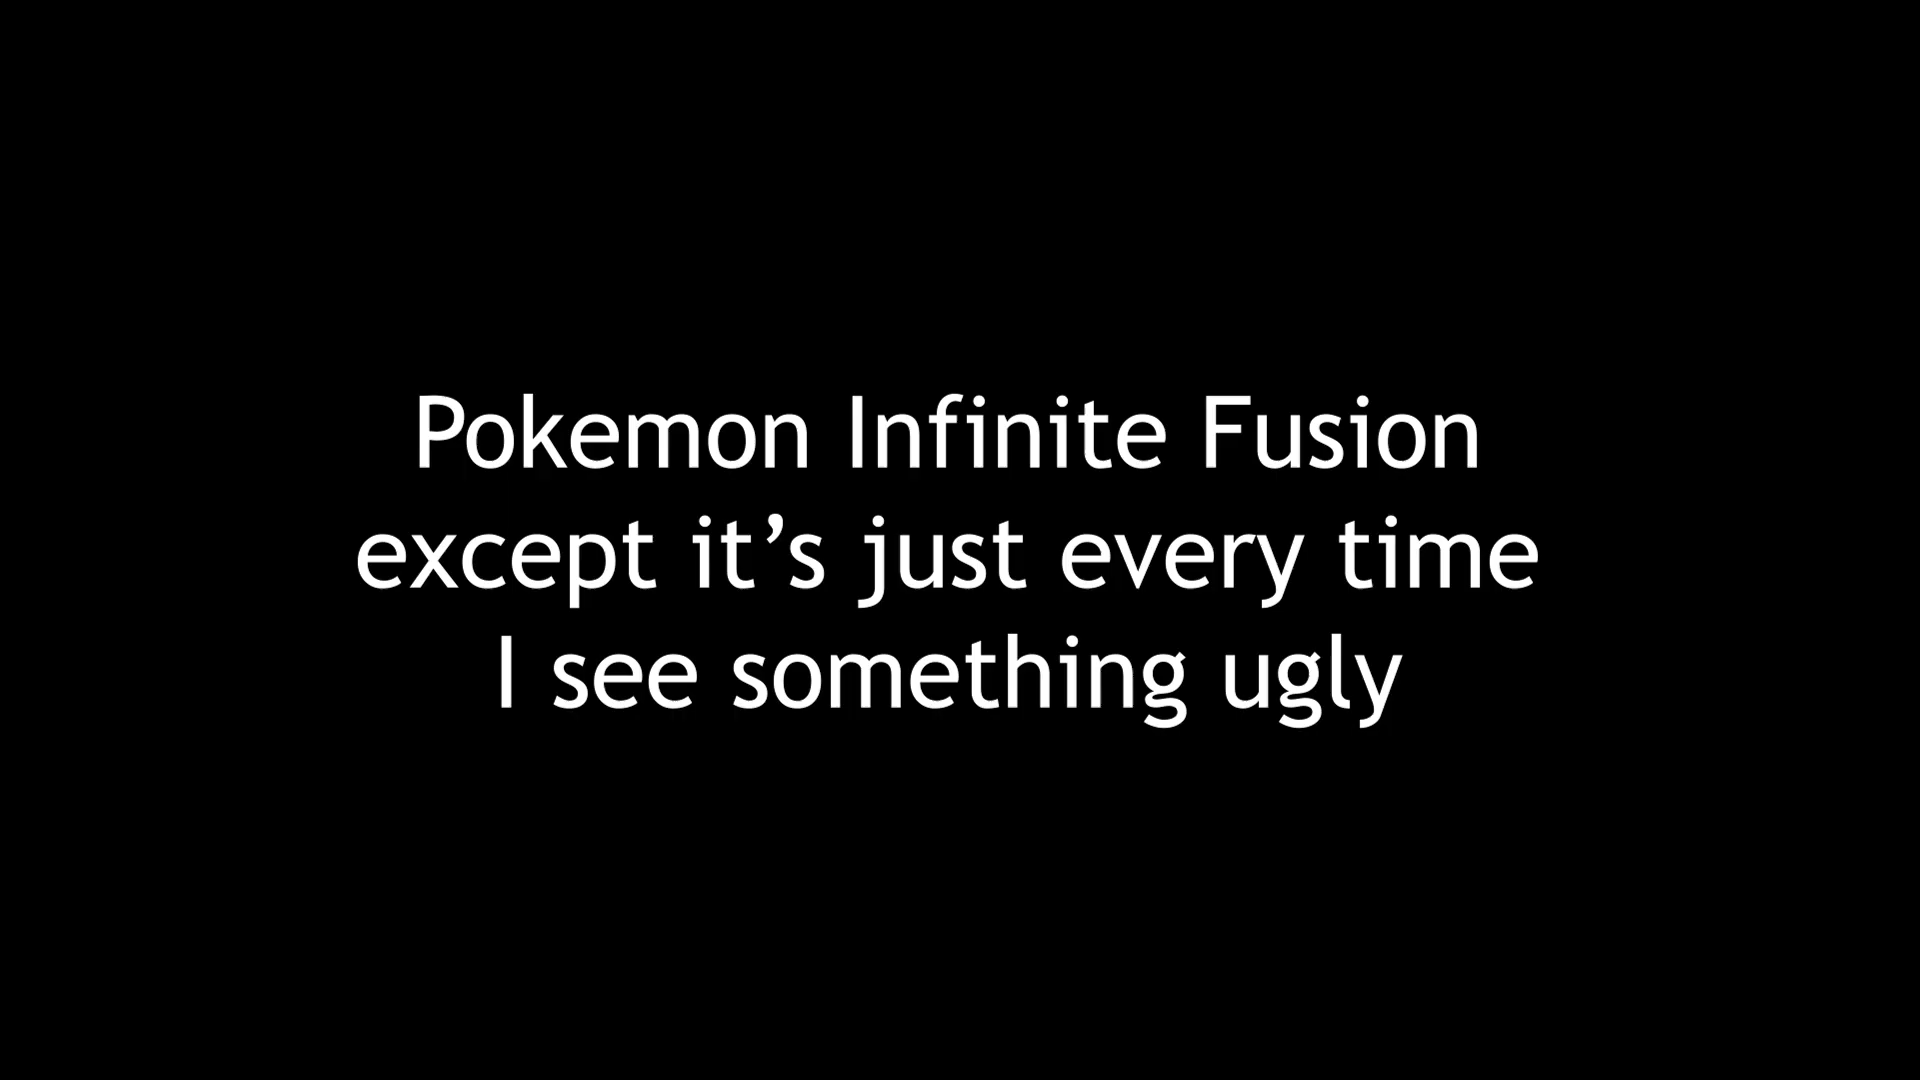 Pokemon Infinite Fusion
except it’s just every time
I see something ugly